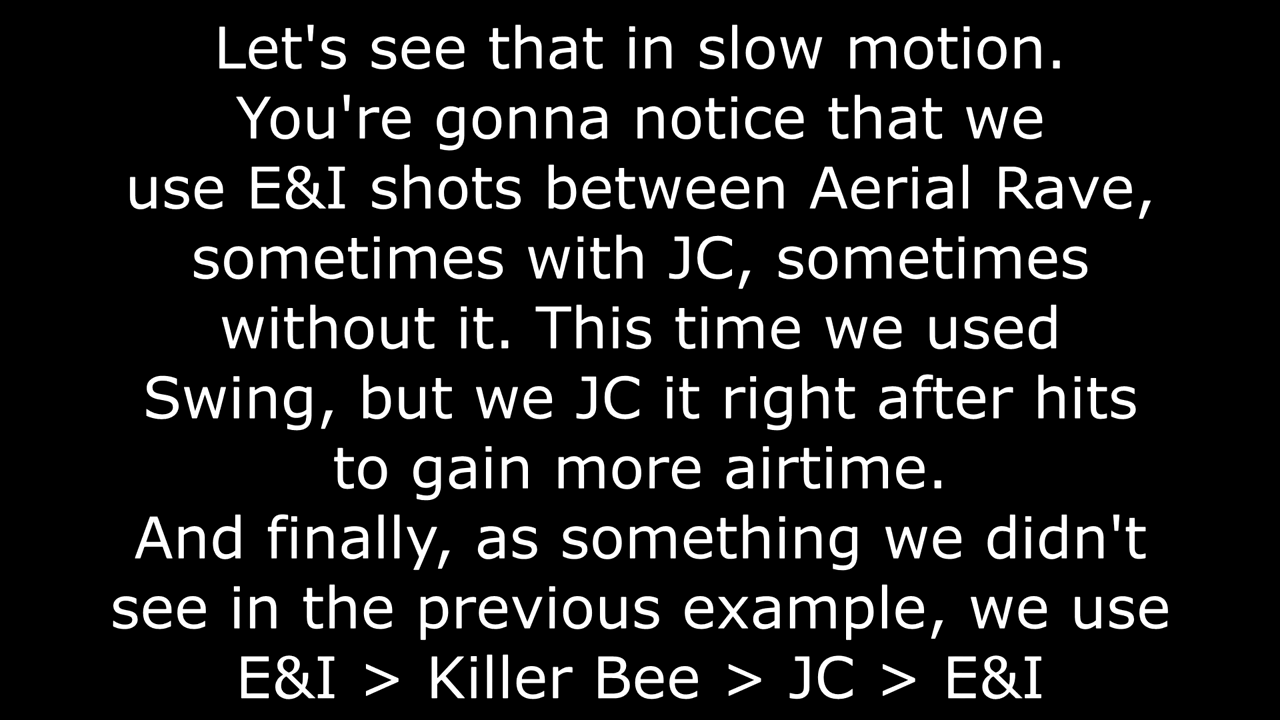 Let's see that in slow motion.
You're gonna notice that we
use E&I shots between Aerial Rave,
sometimes with JC, sometimes
without it. This time we used
Swing, but we JC it right after hits
to gain more airtime.
And finally, as something we didn't
see in the previous example, we use
E&I > Killer Bee > JC > E&I